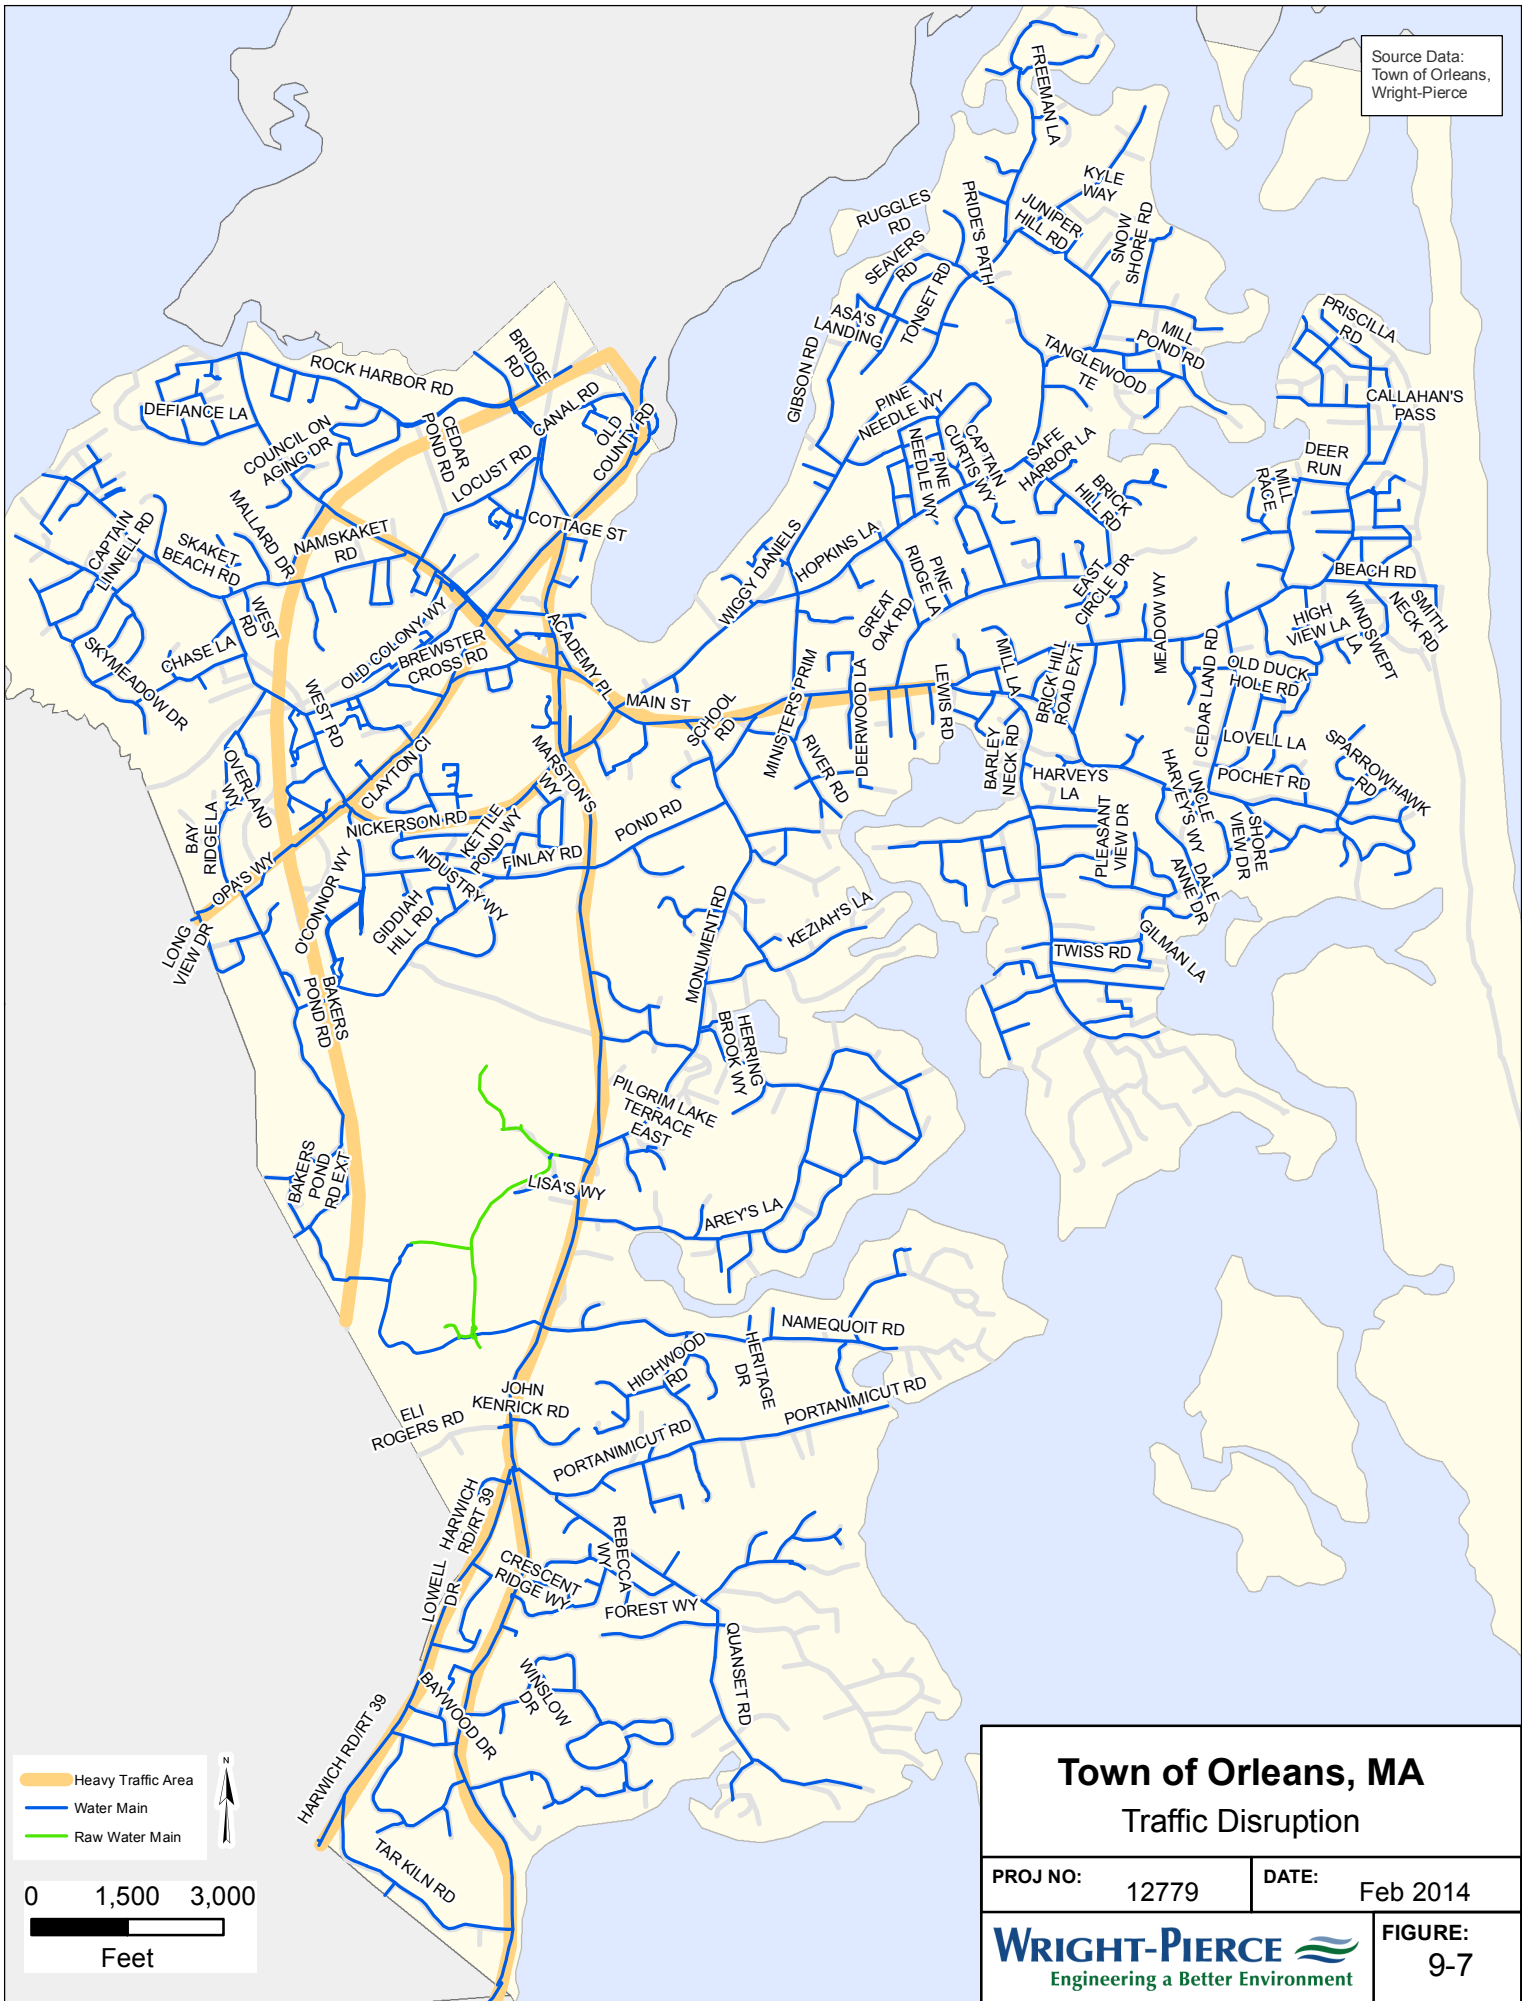 Source Data:
Town of Orleans,
Wright-Pierce
FREEMAN LA
KYLE
WAY
RUGGLES
RD
PRIDE'S PATH
JUNIPER
HILL RD
SNOW
SHORE RD
SEAVERS
RD
TONSET RD
ASA'S
LANDING
GIBSON RD
MILL
POND RD
TANGLEWOOD
TE
PRISCILLA
RD
CALLAHAN'S
PASS
BRIDGE
RD
ROCK HARBOR RD
DEFIANCE LA
CANAL RD
OLD
COUNTY RD
CEDAR
POND RD
COUNCIL ON
AGING DR
LOCUST RD
PINE
NEEDLE WY
PINE
NEEDLE WY
CAPTAIN
CURTIS WY
SAFE
HARBOR LA
BRICK
HILL RD
DEER
RUN
MILL
RACE
MALLARD DR
CAPTAIN
LINNELL RD
SKAKET
BEACH RD
NAMSKAKET
RD
COTTAGE ST
WIGGY DANIELS
HOPKINS LA
PINE
RIDGE LA
GREAT
OAK RD
EAST
CIRCLE DR
MEADOW WY
BEACH RD
SMITH
NECK RD
HIGH
VIEW LA
WINDSWEPT
LA
WEST
RD
CHASE LA
SKYMEADOW DR
OLD COLONY WY
BREWSTER
CROSS RD
ACADEMY PL
MAIN ST
SCHOOL
RD
MINISTER'S PRIM
RIVER RD
DEERWOOD LA
LEWIS RD
MILL LA
BARLEY
NECK RD
BRICK HILL
ROAD EXT
CEDAR LAND RD
OLD DUCK
HOLE RD
LOVELL LA
POCHET RD
SPARROWHAWK
RD
WEST RD
CLAYTON CI
MARSTON'S
WY
OVERLAND
WY
BAY
RIDGE LA
NICKERSON RD
KETTLE
POND WY
FINLAY RD
POND RD
HARVEYS
LA
PLEASANT
VIEW DR
UNCLE
HARVEY'S WY
SHORE
VIEW DR
DALE
ANNE DR
OPA'S WY
LONG
VIEW DR
O'CONNOR WY
INDUSTRY WY
GIDDIAH
HILL RD
MONUMENT RD
KEZIAH'S LA
GILMAN LA
TWISS RD
BAKERS
POND RD
HERRING
BROOK WY
PILGRIM LAKE
TERRACE
EAST
BAKERS
POND
RD EXT
LISA'S WY
AREY'S LA
NAMEQUOIT RD
HERITAGE
DR
HIGHWOOD
RD
JOHN
KENRICK RD
ELI
ROGERS RD
PORTANIMICUT RD
PORTANIMICUT RD
HARWICH
RD/RT 39
LOWELL
DR
CRESCENT
RIDGE WY
REBECCA
WY
FOREST WY
QUANSET RD
WINSLOW
DR
BAYWOOD DR
HARWICH RD/RT 39
TAR KILN RD
N
Heavy Traffic Area
Water Main
Raw Water Main
0 1,500 3,000
Feet
Town of Orleans, MA
Traffic Disruption
PROJ NO: 12779
DATE: Feb 2014
WRIGHT-PIERCE
Engineering a Better Environment
FIGURE:
9-7